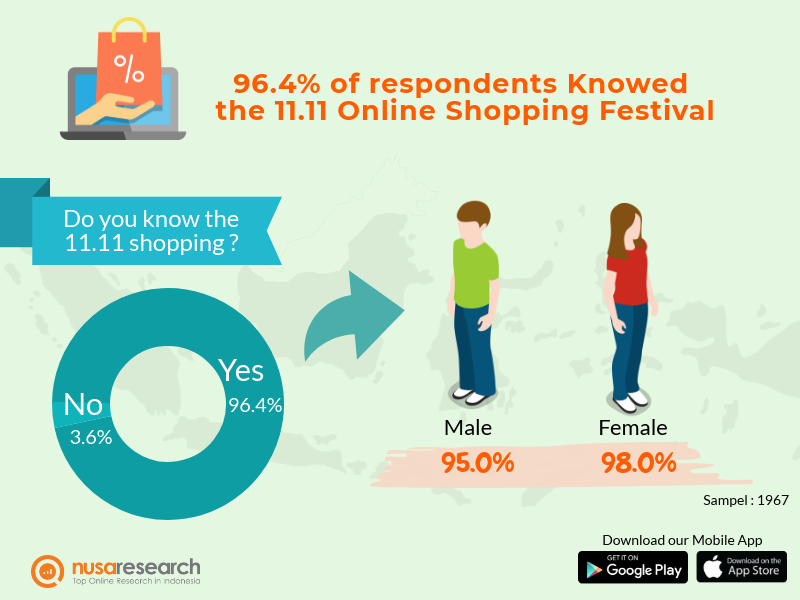 %
96.4% of respondents Knowed
the 11.11 Online Shopping Festival
Do you know the
11.11 shopping ?
Yes
96.4%
No
3.6%
Male
Female
95.0%
98.0%
Sampel : 1967
Download our Mobile App
GET IT ON
Google Play
Download on the
App Store
nusaresearch
Top Online Research in Indonesia